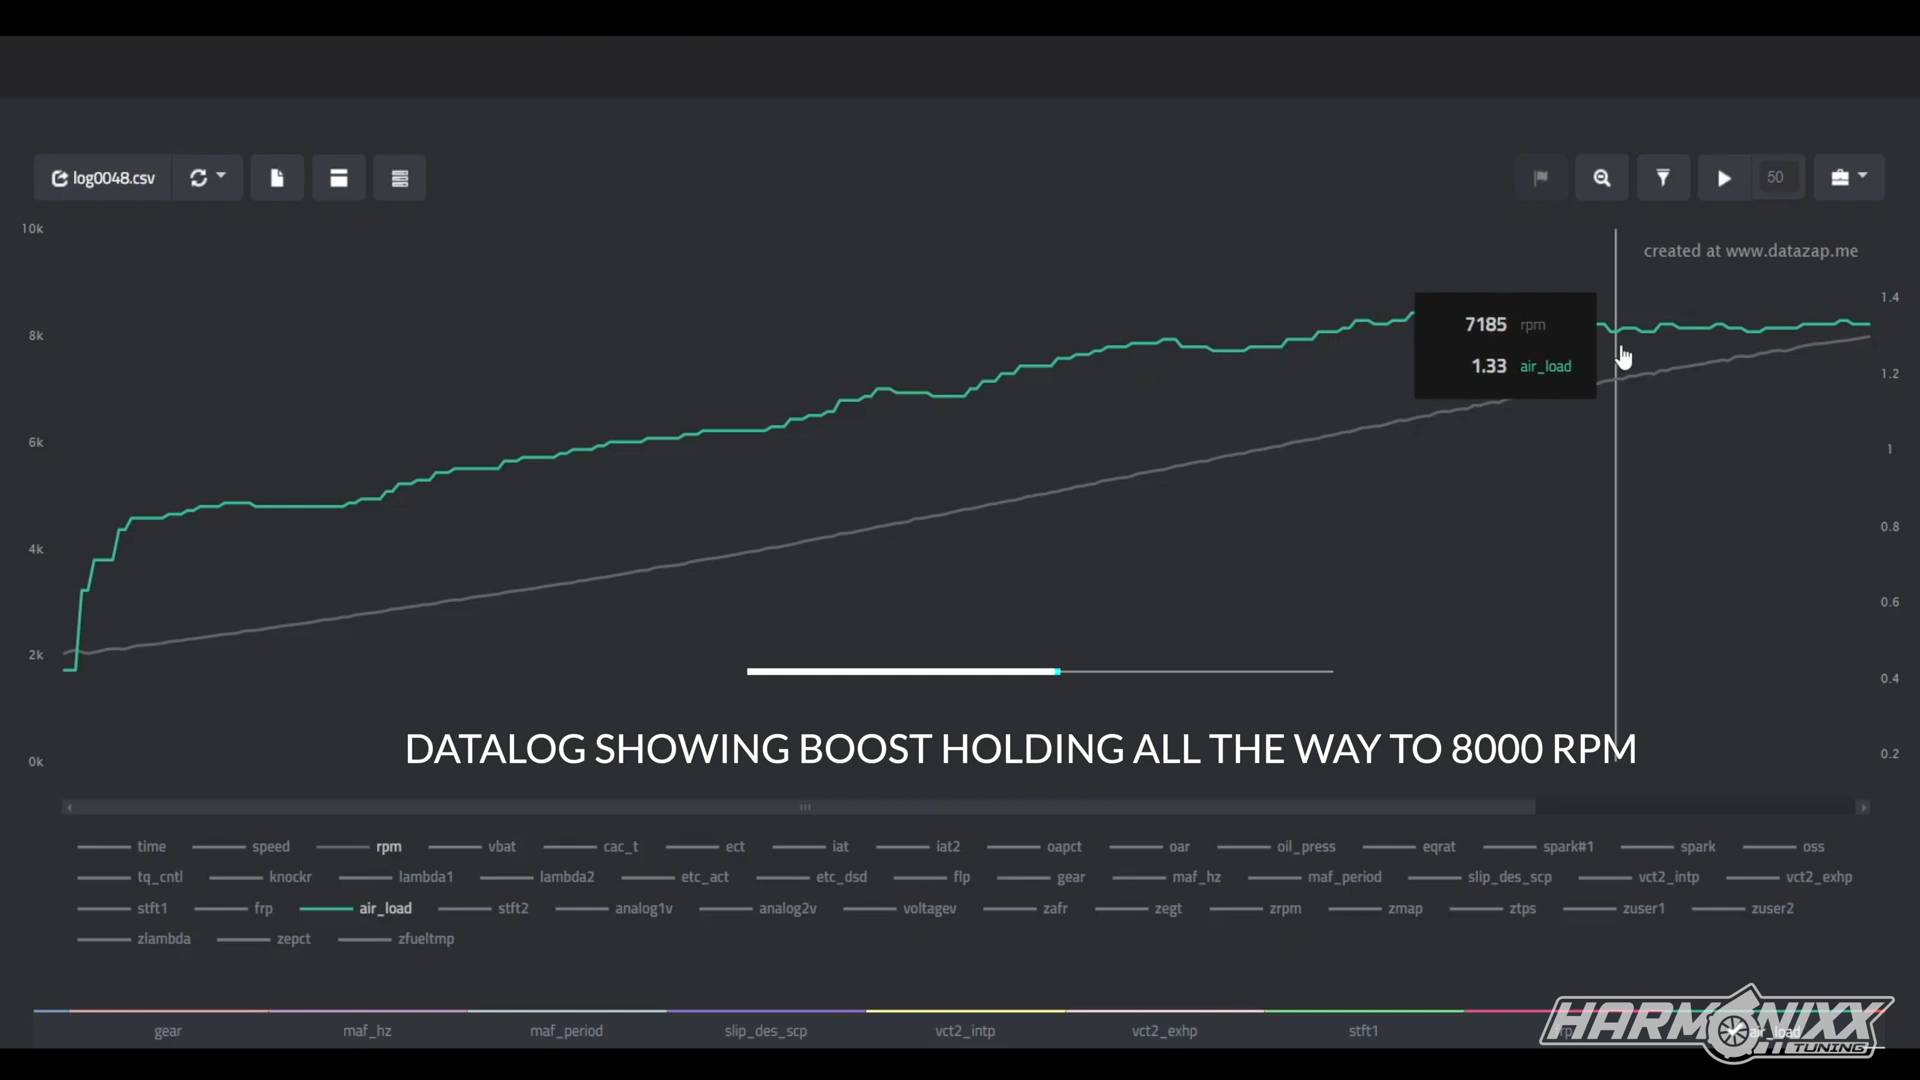 log0048.csv
50
10k
created at www.datazap.me
1.4
7185 rpm
8k
1.33 air_load
1.2
6k
1
4k
0.8
0.6
2k
0.4
DATALOG SHOWING BOOST HOLDING ALL THE WAY TO 8000 RPM
0k
0.2
time speed rpm vbat cac_t ect iat iat2 oapct oar oil_press eqrat spark#1 spark oss
tq_cntl knockr lambda1 lambda2 etc_act etc_dsd flp gear maf_hz maf_period slip_des_scp vct2_intp vct2_exhp
stft1 frp air_load stft2 analog1v analog2v voltagev zafr zegt zrpm zmap ztps zuser1 zuser2
zlambda zepct zfueltmp
gear maf_hz maf_period slip_des_scp vct2_intp vct2_exhp stft1 frp air_load
HARMONIXX
TUNING